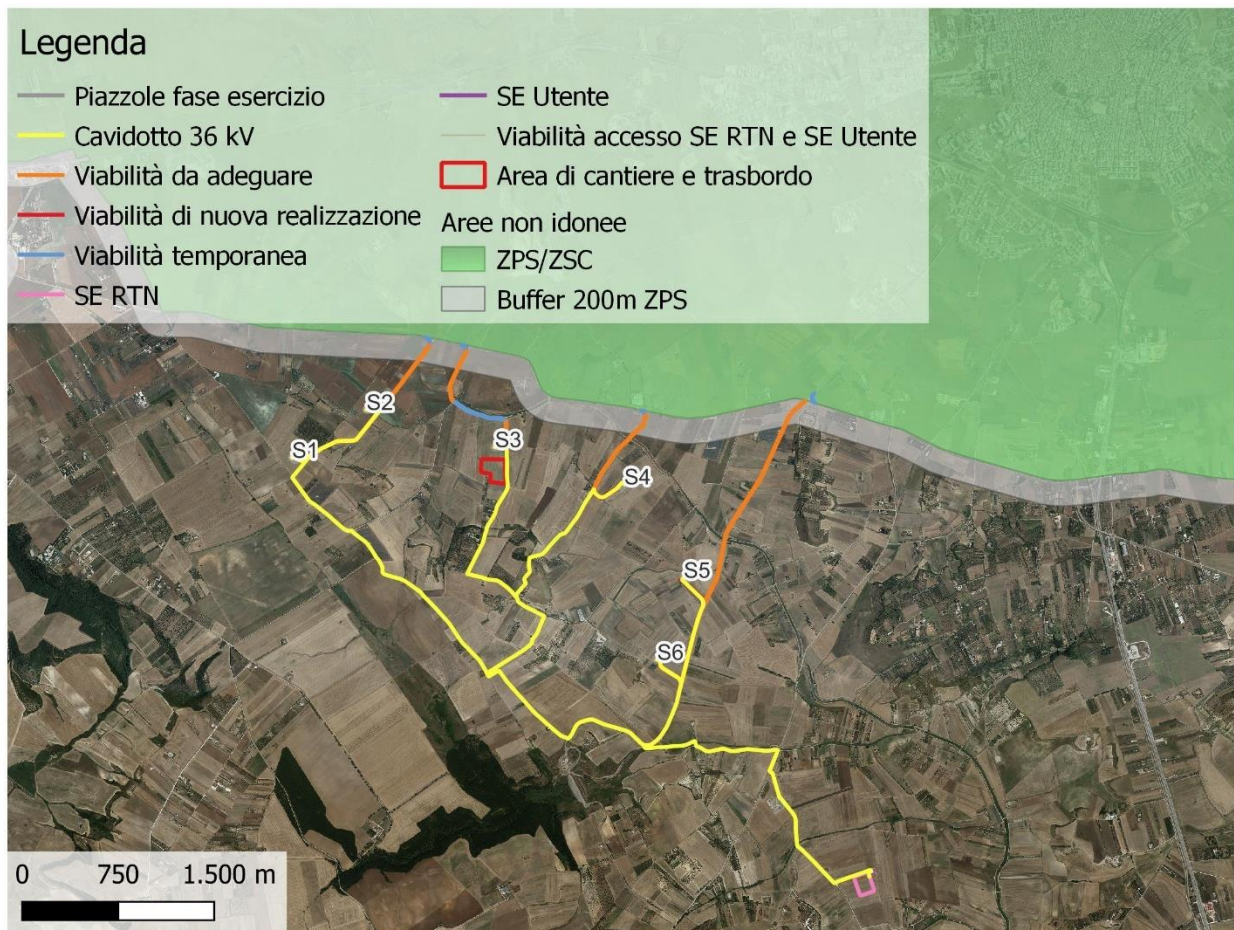 Legenda
Piazzole fase esercizio
Cavidotto 36 kV
Viabilità da adeguare
Viabilità di nuova realizzazione
Viabilità temporanea
SE RTN
SE Utente
Viabilità accesso SE RTN e SE Utente
Area di cantiere e trasbordo
Aree non idonee
ZPS/ZSC
Buffer 200m ZPS
S2
S1
S3
S4
S5
S6
0 750 1.500 m